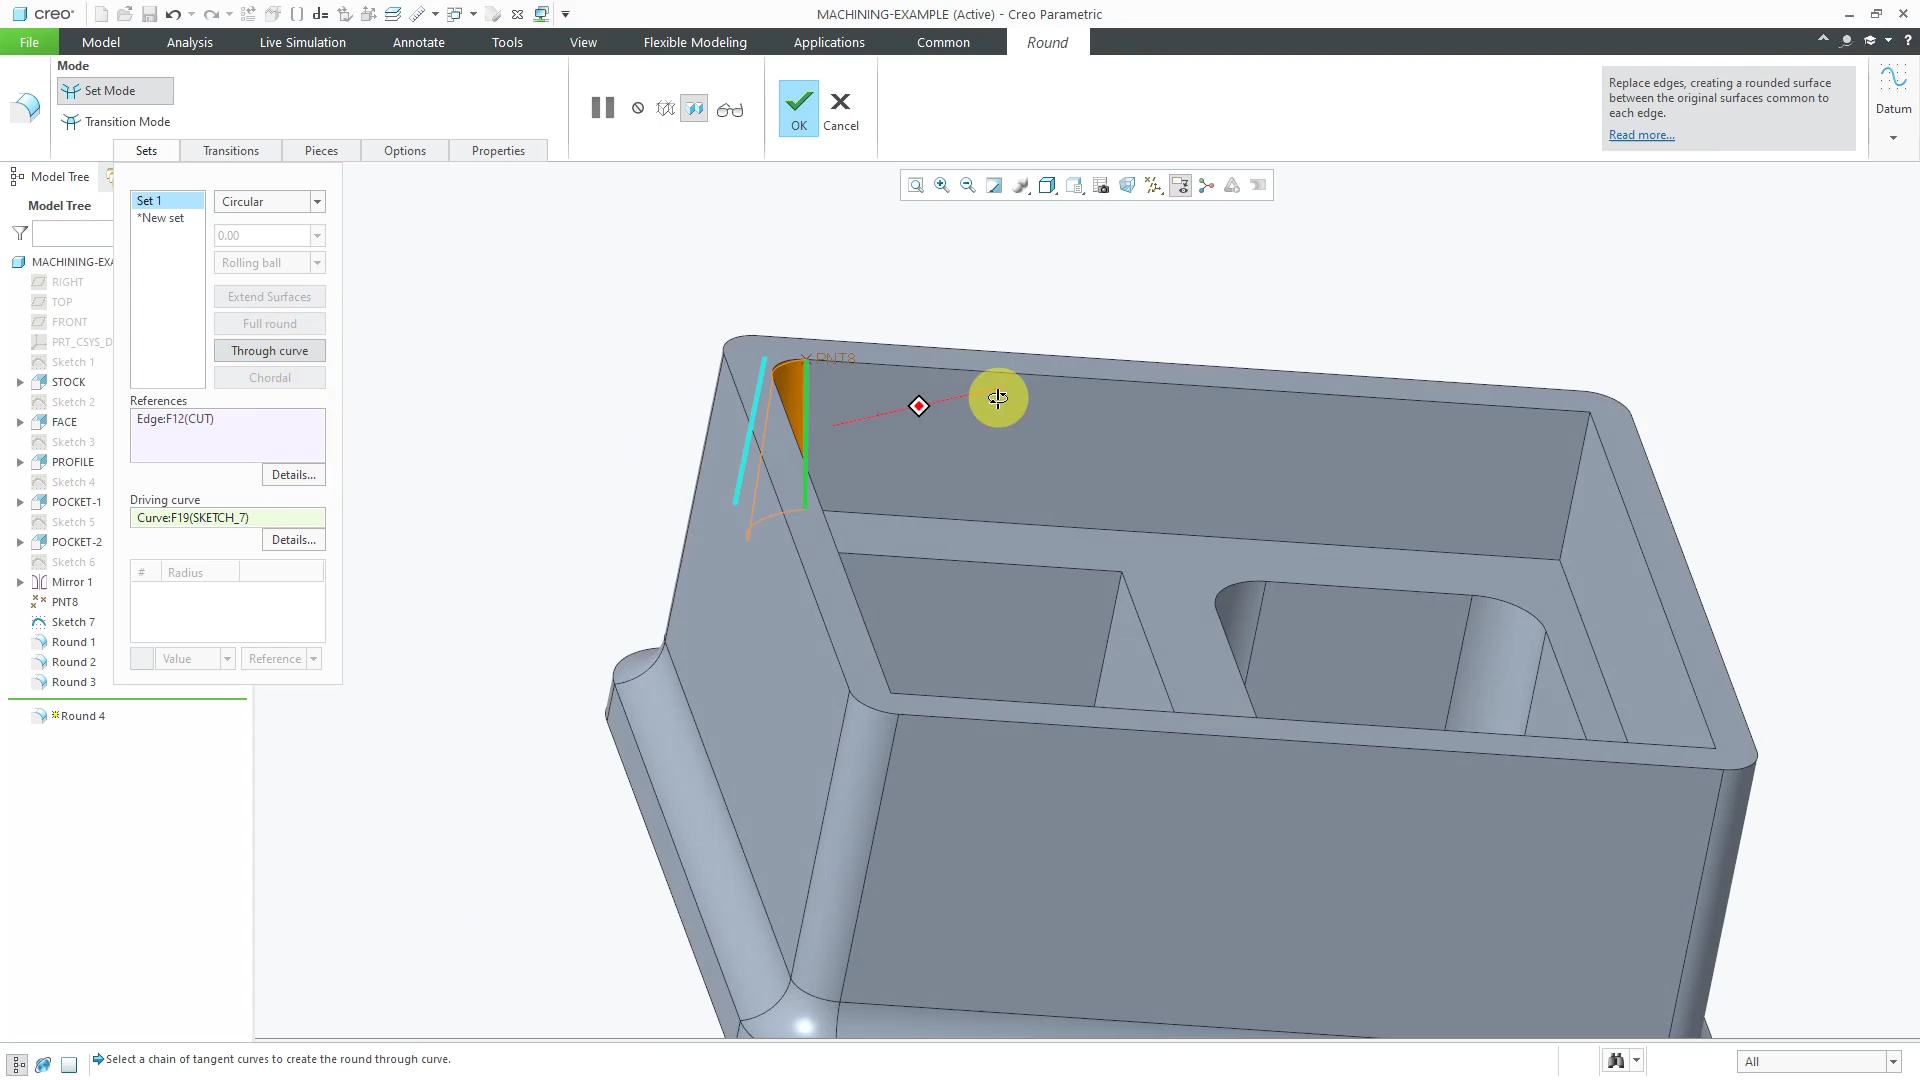 creo°
MACHINING-EXAMPLE (Active) - Creo Parametric
File
Model
Analysis
Live Simulation
Annotate
Tools
View
Flexible Modeling
Applications
Common
Round
Mode
Set Mode
Transition Mode
OK
Cancel
Replace edges, creating a rounded surface
between the original surfaces common to
each edge.
Read more...
Datum
Sets
Transitions
Pieces
Options
Properties
Model Tree
Model Tree
MACHINING-EXA
RIGHT
TOP
FRONT
PRT_CSYS_D
Sketch 1
STOCK
Sketch 2
FACE
Sketch 3
PROFILE
Sketch 4
POCKET-1
Sketch 5
POCKET-2
Sketch 6
Mirror 1
PNT8
Sketch 7
Round 1
Round 2
Round 3
Round 4
Set 1
*New set
Circular
0.00
Rolling ball
Extend Surfaces
Full round
Through curve
Chordal
References
Edge:F12(CUT)
Details...
Driving curve
Curve:F19(SKETCH_7)
Details...
# Radius
Value
Reference
PNT8
Select a chain of tangent curves to create the round through curve.
All